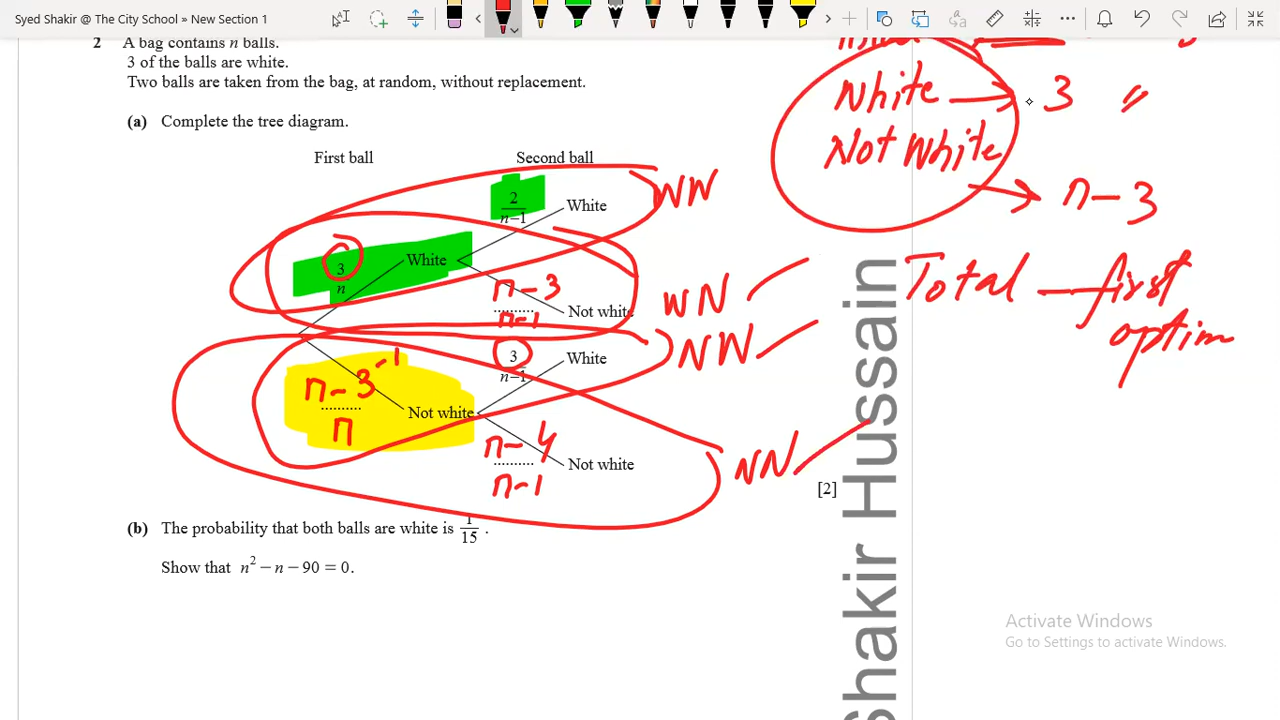 Syed Shakir @ The City School » New Section 1
2 A bag contains n balls.
3 of the balls are white.
Two balls are taken from the bag, at random, without replacement.
White → 3 "
Not White
→ n-3
(a) Complete the tree diagram.
First ball Second ball
2/n-1 White
WW
3/n White
n-3/n-1 Not white
WN
Total — first
option
3/n-1 White
NW
n-3 -1/n Not white
n-4/n-1 Not white
NN
[2]
(b) The probability that both balls are white is 1/15 .
Show that n² – n – 90 = 0.
Shakir Hussain
Activate Windows
Go to Settings to activate Windows.